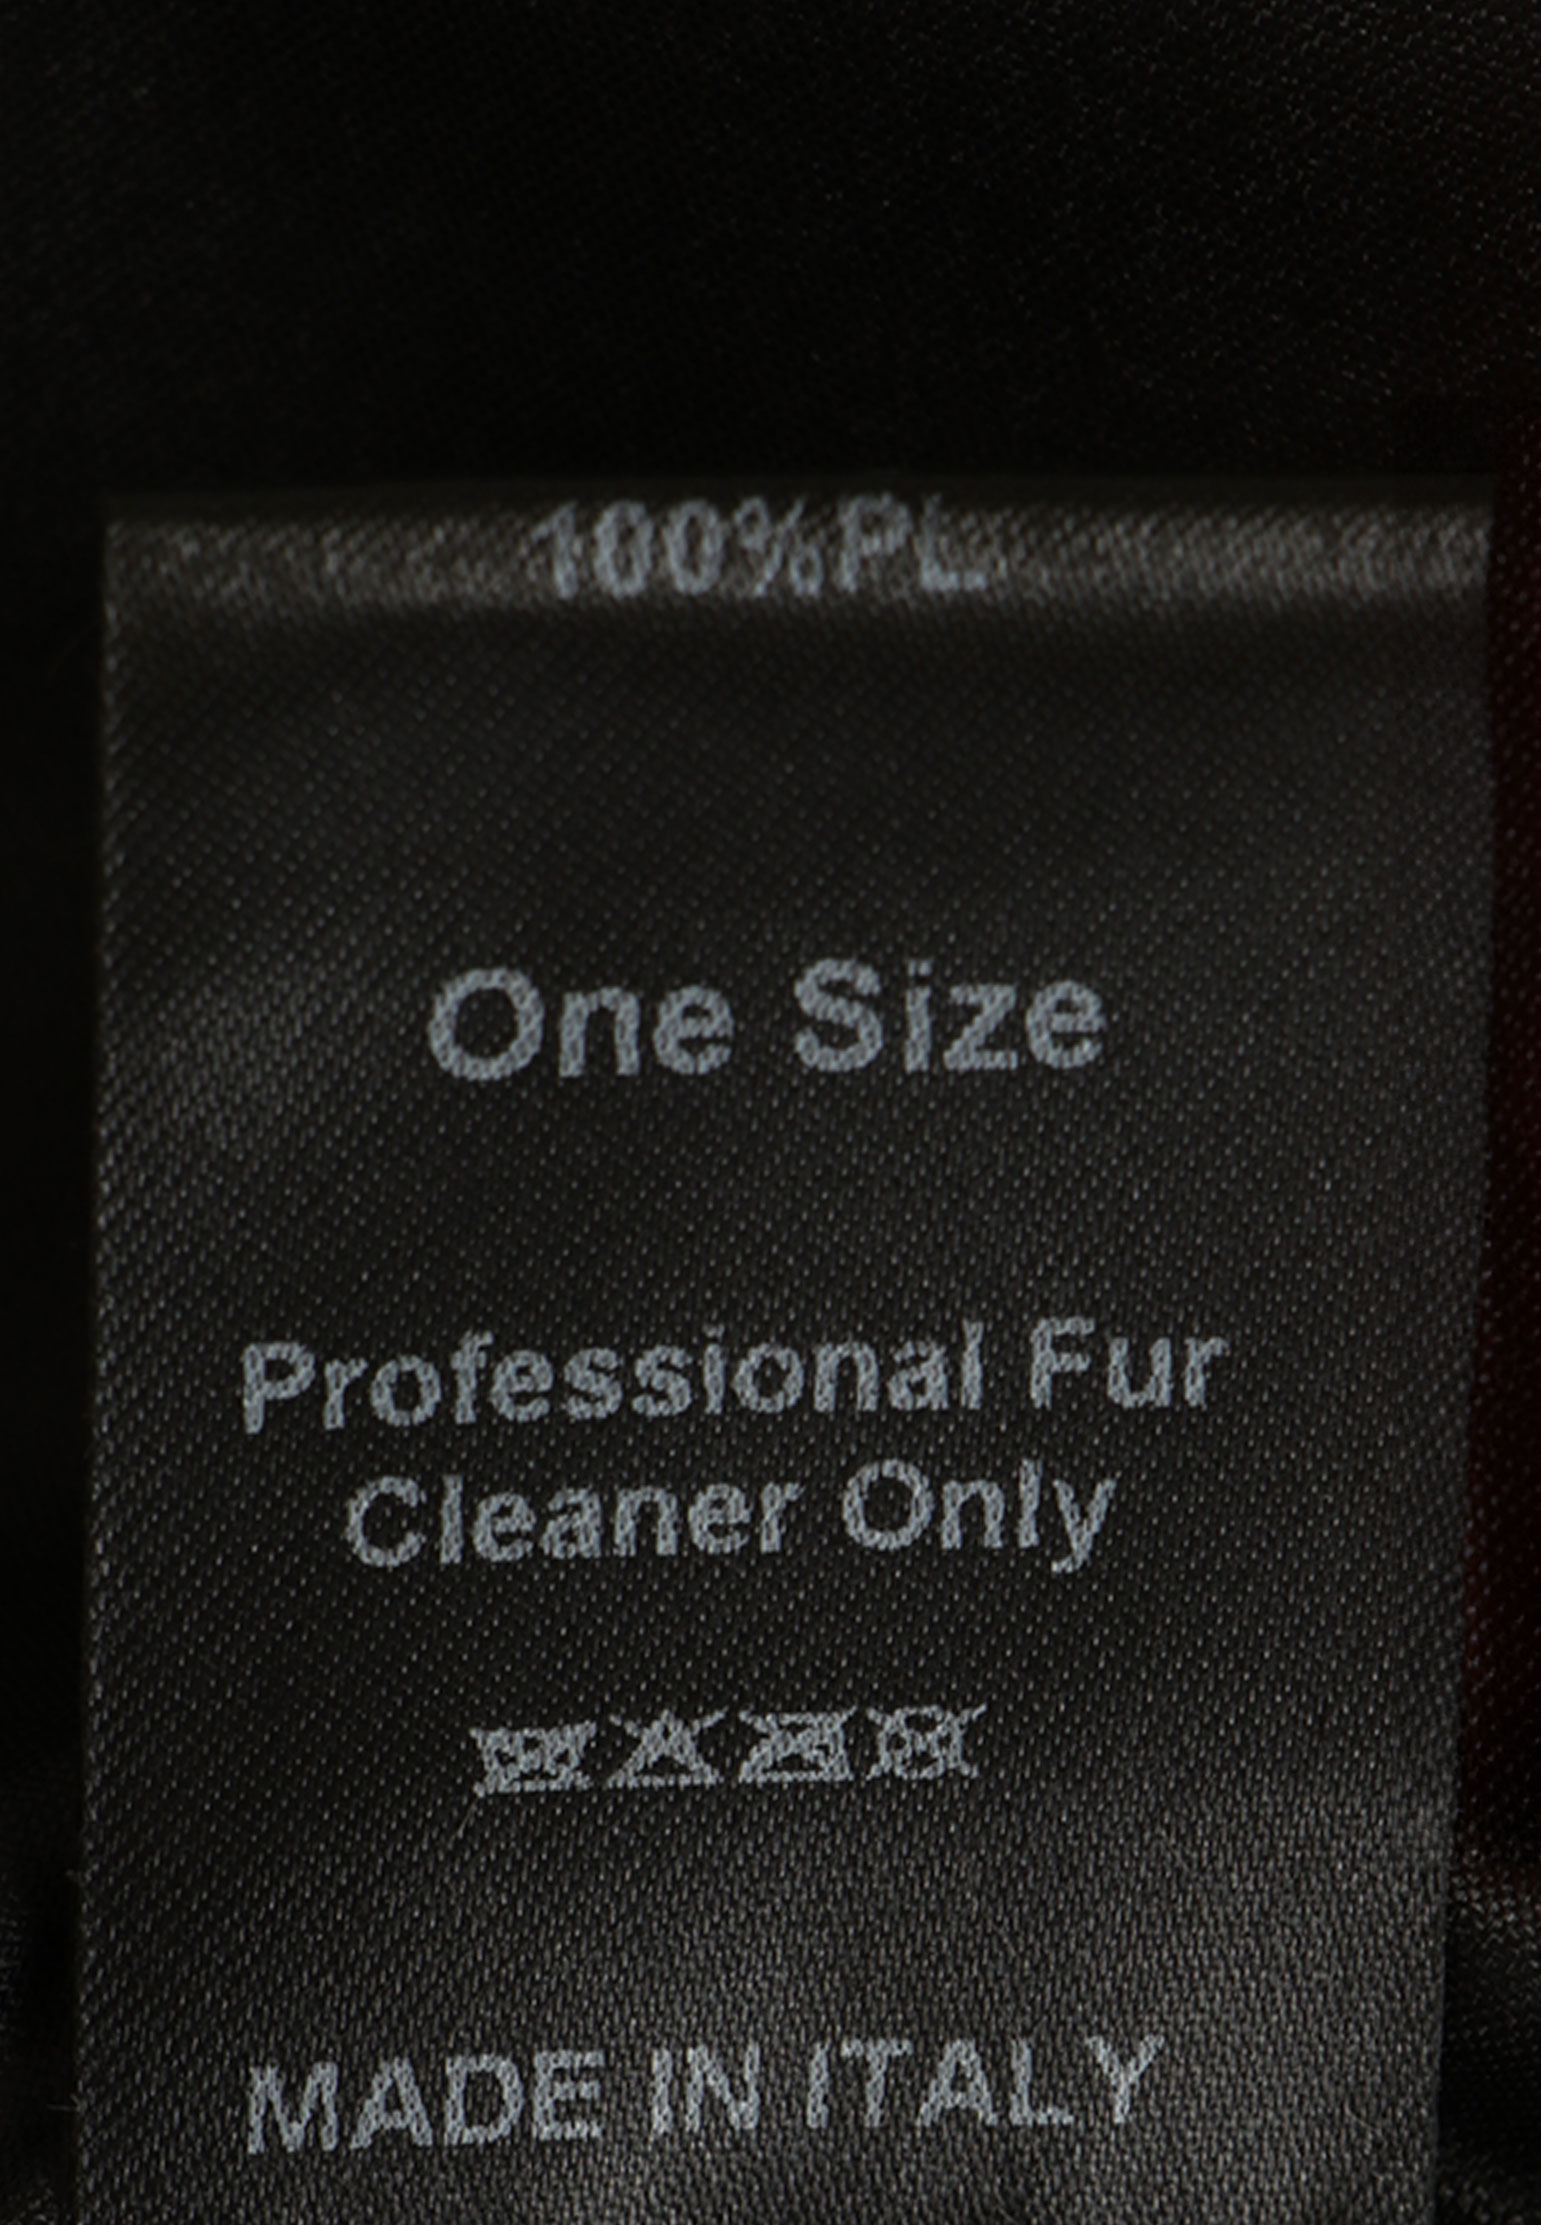 100%PL.
One Size
Professional Fur
Cleaner Only
MADE IN ITALY